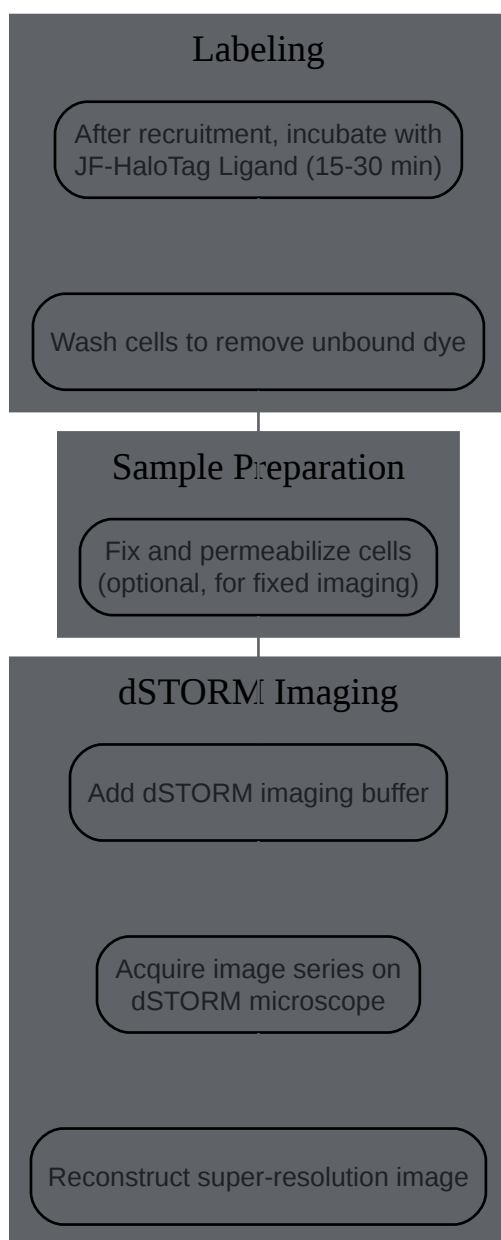 Labeling
After recruitment, incubate with
JF-HaloTag Ligand (15-30 min)
Wash cells to remove unbound dye
Sample Preparation
Fix and permeabilize cells
(optional, for fixed imaging)
dSTORM Imaging
Add dSTORM imaging buffer
Acquire image series on
dSTORM microscope
Reconstruct super-resolution image